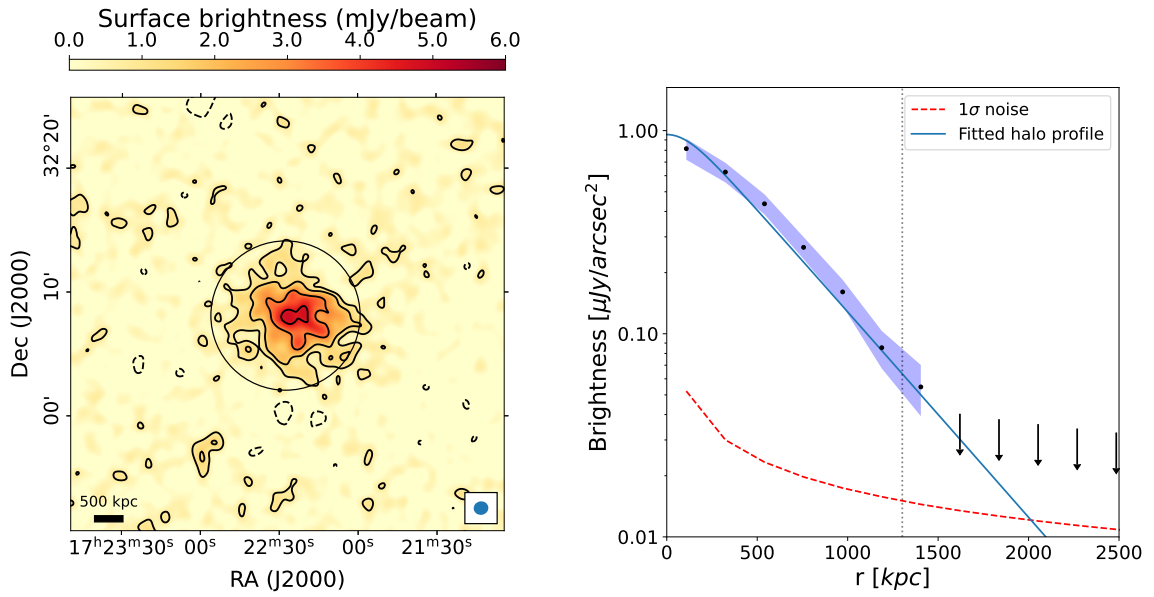 Surface brightness (mJy/beam)
0.0 1.0 2.0 3.0 4.0 5.0 6.0
32°20'
10'
00'
Dec (J2000)
500 kpc
17ʰ23ᵐ30ˢ 00ˢ 22ᵐ30ˢ 00ˢ 21ᵐ30ˢ
RA (J2000)
1σ noise
Fitted halo profile
1.00
0.10
0.01
Brightness [μJy/arcsec²]
0 500 1000 1500 2000 2500
r [kpc]